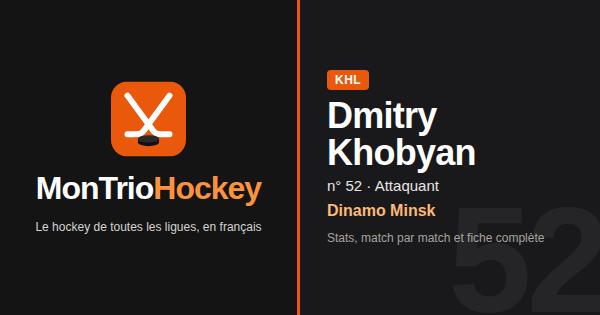 MonTrioHockey
Le hockey de toutes les ligues, en français
KHL
Dmitry
Khobyan
n° 52 · Attaquant
Dinamo Minsk
Stats, match par match et fiche complète
52